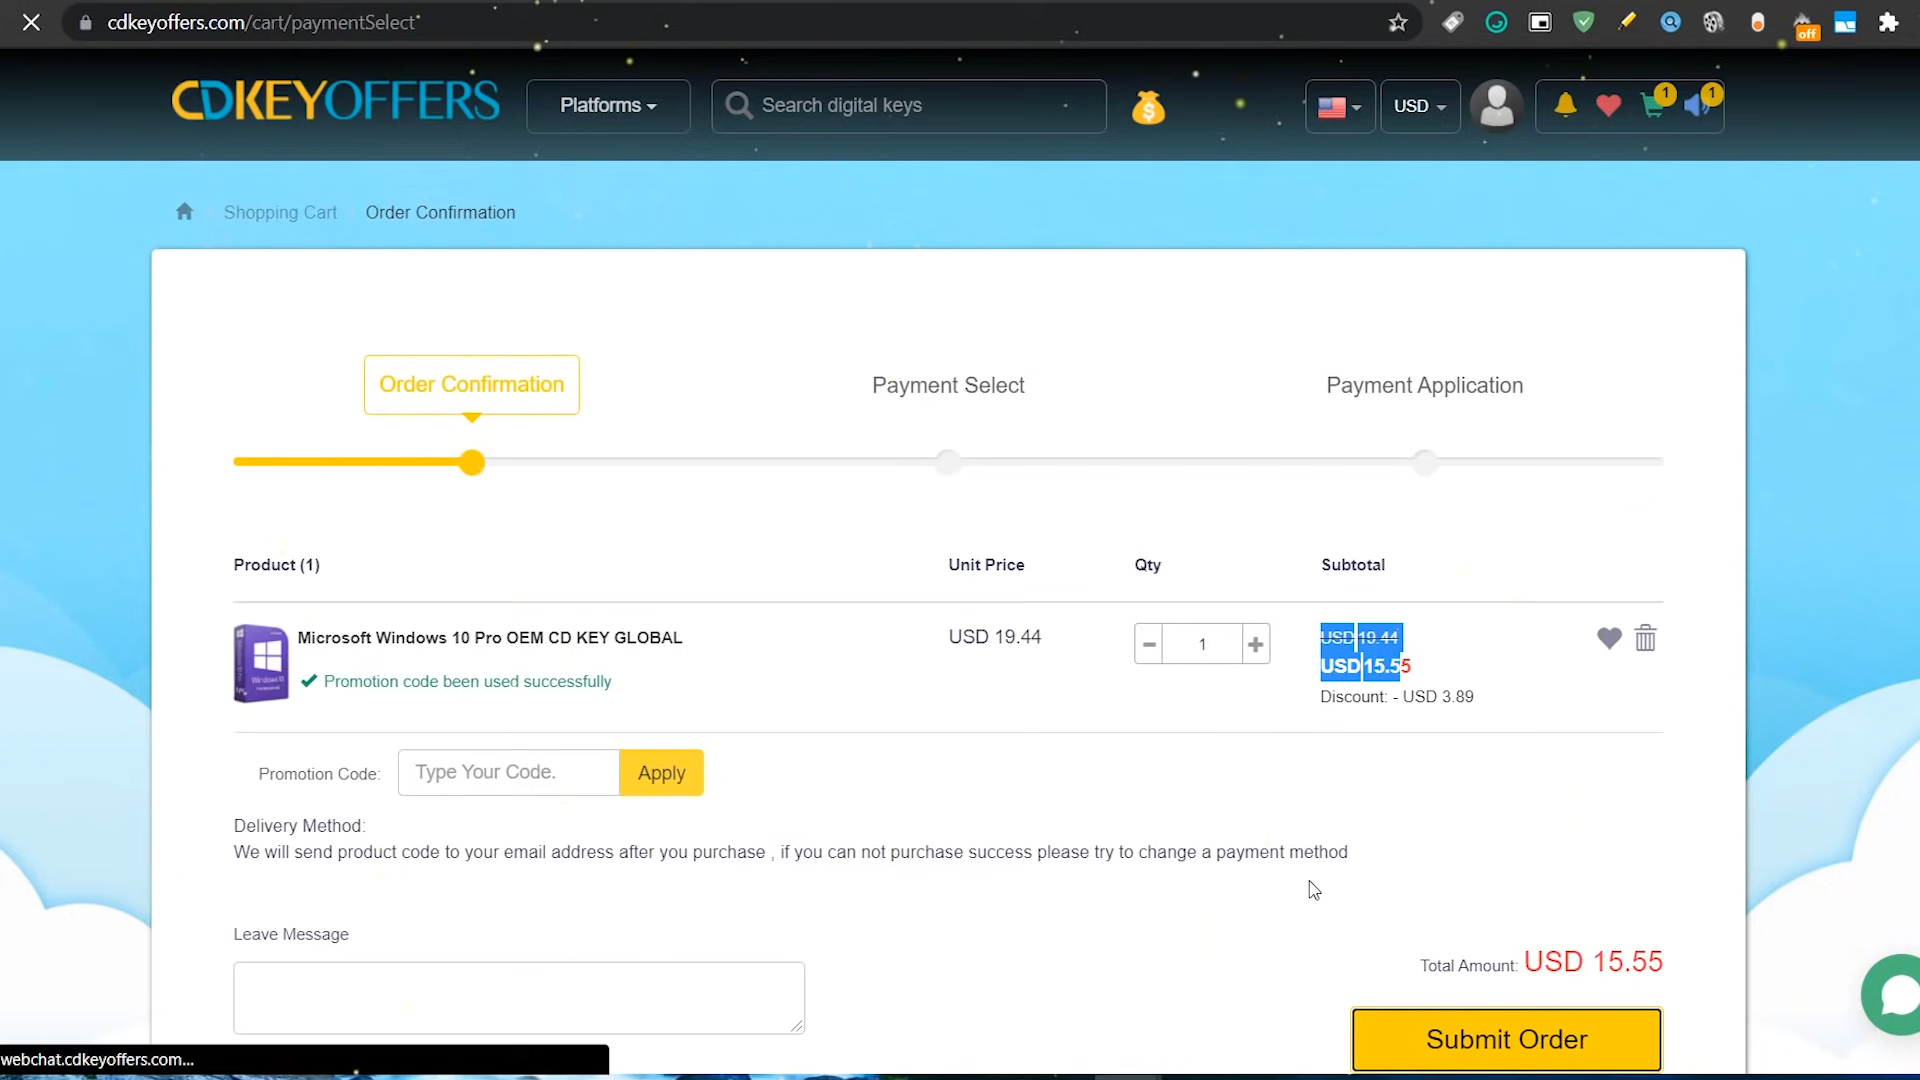 cdkeyoffers.com/cart/paymentSelect
off
CDKEYOFFERS
Platforms
Search digital keys
USD
1
1
Shopping Cart
Order Confirmation
Order Confirmation
Payment Select
Payment Application
Product (1)
Unit Price
Qty
Subtotal
Microsoft Windows 10 Pro OEM CD KEY GLOBAL
USD 19.44
1
USD 19.44
USD 15.55
Promotion code been used successfully
Discount: - USD 3.89
Windows 10
Promotion Code:
Type Your Code.
Apply
Delivery Method:
We will send product code to your email address after you purchase , if you can not purchase success please try to change a payment method
Leave Message
Total Amount: USD 15.55
Submit Order
webchat.cdkeyoffers.com...